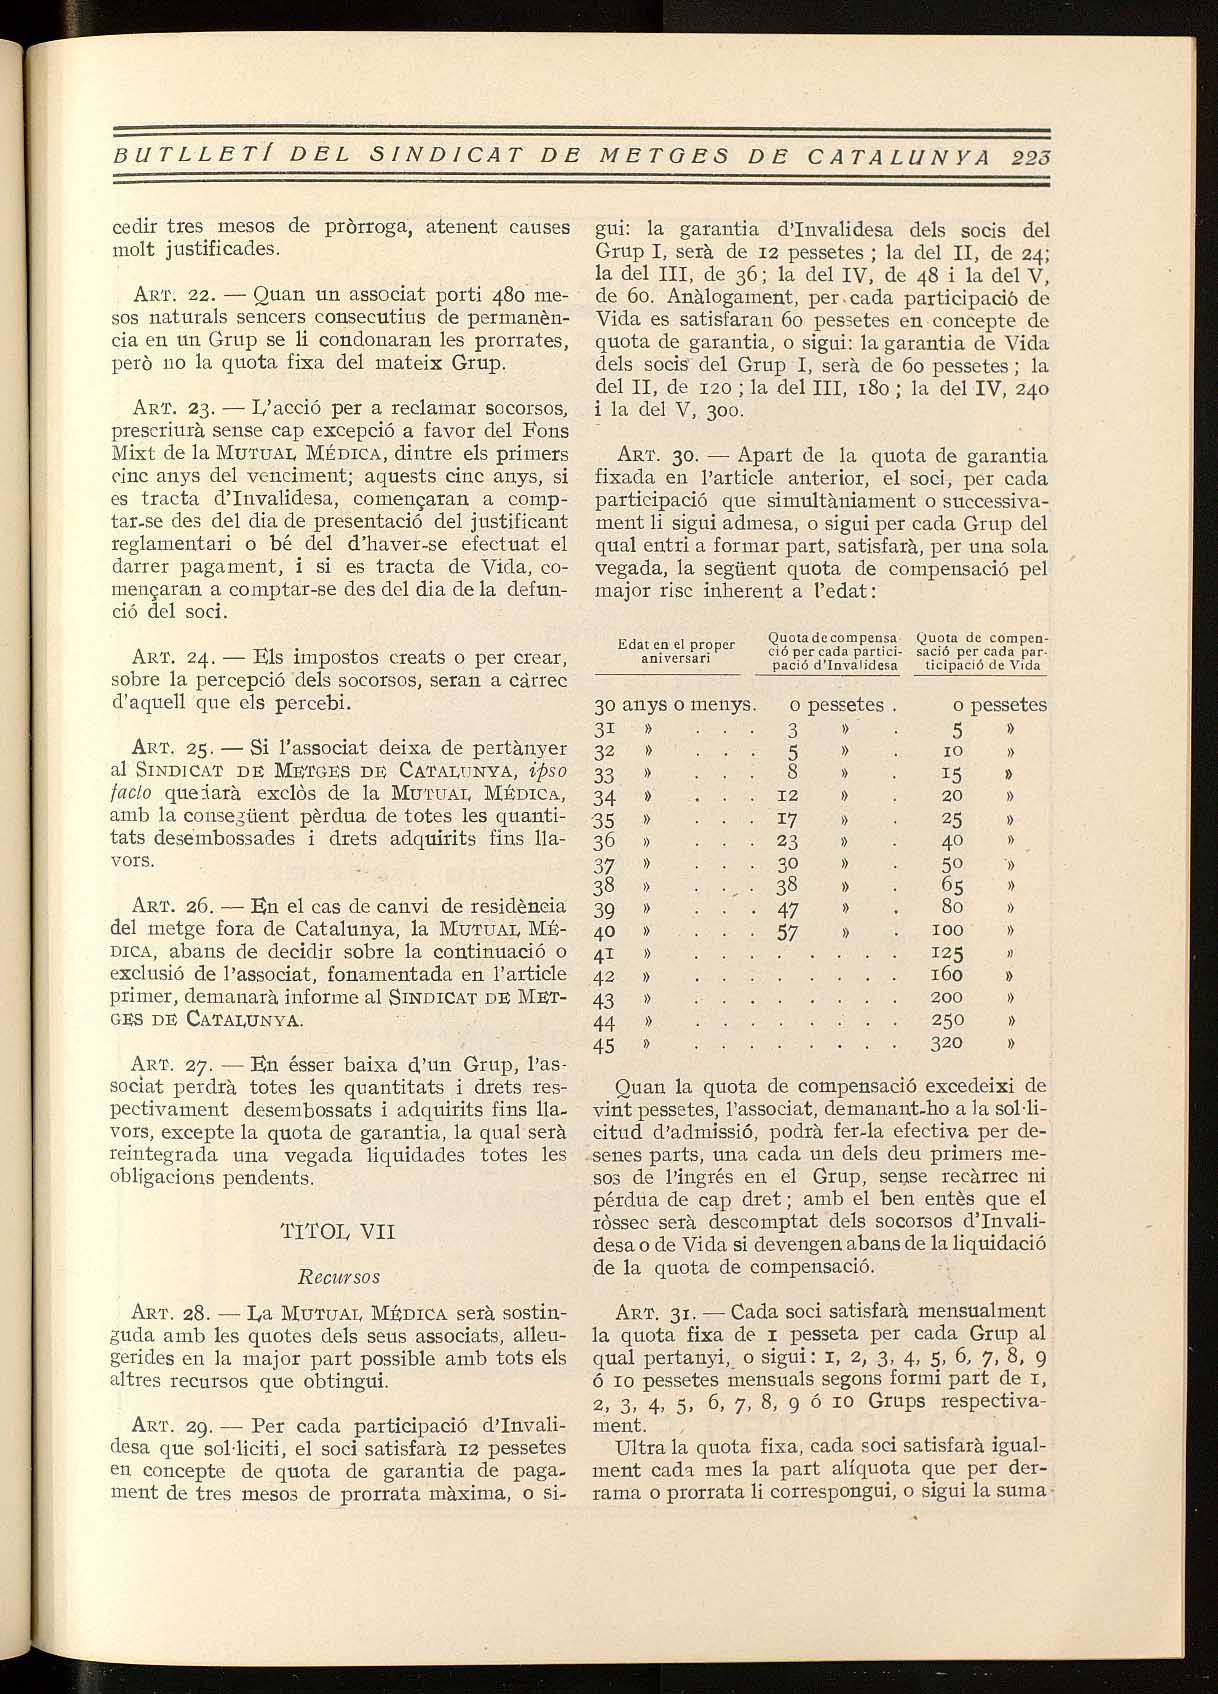 BUTLLETÍ DEL SINDICAT DE METGES DE CATALUNYA 223
cedir tres mesos de pròrroga, atenent causes
molt justificades.
ART. 22. — Quan un associat porti 480 me-
sos naturals sencers consecutius de permanèn-
cia en un Grup se li condonaran les prorrates,
però no la quota fixa del mateix Grup.
ART. 23. — L'acció per a reclamar socorsos,
prescriurà sense cap excepció a favor del Fons
Mixt de la MUTUAL MÉDICA, dintre els primers
cinc anys del venciment; aquests cinc anys, si
es tracta d'Invalidesa, començaran a comp-
tar-se des del dia de presentació del justificant
reglamentari o bé del d'haver-se efectuat el
darrer pagament, i si es tracta de Vida, co-
mençaran a comptar-se des del dia de la defun-
ció del soci.
ART. 24. — Els impostos creats o per crear,
sobre la percepció dels socorsos, seran a càrrec
d'aquell que els percebi.
ART. 25. — Si l'associat deixa de pertànyer
al SINDICAT DE METGES DE CATALUNYA, ipso
facto quedarà exclòs de la MUTUAL MÉDICA,
amb la consegüent pèrdua de totes les quanti-
tats desembossades i drets adquirits fins lla-
vors.
ART. 26. — En el cas de canvi de residència
del metge fora de Catalunya, la MUTUAL MÉ-
DICA, abans de decidir sobre la continuació o
exclusió de l'associat, fonamentada en l'article
primer, demanarà informe al SINDICAT DE MET-
GES DE CATALUNYA.
ART. 27. — En ésser baixa d'un Grup, l'as-
sociat perdrà totes les quantitats i drets res-
pectivament desembossats i adquirits fins lla-
vors, excepte la quota de garantia, la qual serà
reintegrada una vegada liquidades totes les
obligacions pendents.
TITOL VII
Recursos
ART. 28. — La MUTUAL MÉDICA serà sostin-
guda amb les quotes dels seus associats, alleu-
gerides en la major part possible amb tots els
altres recursos que obtingui.
ART. 29. — Per cada participació d'Invali-
desa que sol·liciti, el soci satisfarà 12 pessetes
en concepte de quota de garantia de paga-
ment de tres mesos de prorrata màxima, o si-
gui: la garantia d'Invalidesa dels socis del
Grup I, serà de 12 pessetes ; la del II, de 24;
la del III, de 36; la del IV, de 48 i la del V,
de 60. Anàlogament, per cada participació de
Vida es satisfaran 60 pessetes en concepte de
quota de garantia, o sigui: la garantia de Vida
dels socis del Grup I, serà de 60 pessetes ; la
del II, de 120 ; la del III, 180 ; la del IV, 240
i la del V, 300.
ART. 30. — Apart de la quota de garantia
fixada en l'article anterior, el soci, per cada
participació que simultàniament o successiva-
ment li sigui admesa, o sigui per cada Grup del
qual entri a formar part, satisfarà, per una sola
vegada, la següent quota de compensació pel
major risc inherent a l'edat:
Edat en el proper
aniversari
Quota de compensa
ció per cada partici-
pació d'Invalidesa
Quota de compen-
sació per cada par-
ticipació de Vida
30 anys o menys. 0 pessetes . 0 pessetes
31 » . . . 3 » . 5 »
32 » . . . 5 » . 10 »
33 » . . . 8 » . 15 »
34 » . . . 12 » . 20 »
35 » . . . 17 » . 25 »
36 » . . . 23 » . 40 »
37 » . . . 30 » . 50 »
38 » . . . 38 » . 65 »
39 » . . . 47 » . 80 »
40 » . . . 57 » . 100 »
41 » . . . . . . . . 125 »
42 » . . . . . . . . 160 »
43 » . . . . . . . . 200 »
44 » . . . . . . . . 250 »
45 » . . . . . . . . 320 »
Quan la quota de compensació excedeixi de
vint pessetes, l'associat, demanant-ho a la sol·li-
citud d'admissió, podrà fer-la efectiva per de-
senes parts, una cada un dels deu primers me-
sos de l'ingrés en el Grup, sense recàrrec ni
pérdua de cap dret ; amb el ben entès que el
ròssec serà descomptat dels socorsos d'Invali-
desa o de Vida si devengen abans de la liquidació
de la quota de compensació.
ART. 31. — Cada soci satisfarà mensualment
la quota fixa de 1 pesseta per cada Grup al
qual pertanyi, o sigui: 1, 2, 3, 4, 5, 6, 7, 8, 9
ó 10 pessetes mensuals segons formi part de 1,
2, 3, 4, 5, 6, 7, 8, 9 ó 10 Grups respectiva-
ment.
Ultra la quota fixa, cada soci satisfarà igual-
ment cada mes la part alíquota que per der-
rama o prorrata li correspongui, o sigui la suma